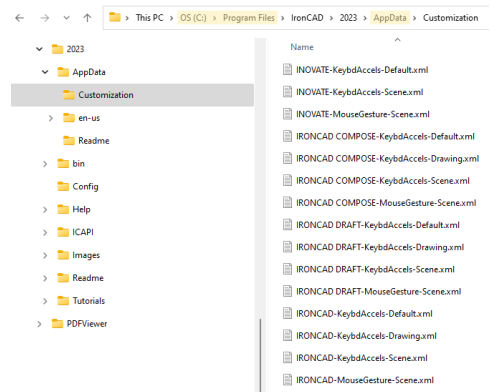 This PC > OS (C:) > Program Files > IronCAD > 2023 > AppData > Customization
2023
AppData
Customization
en-us
Readme
bin
Config
Help
ICAPI
Images
Readme
Tutorials
PDFViewer
Name
INOVATE-KeybdAccels-Default.xml
INOVATE-KeybdAccels-Scene.xml
INOVATE-MouseGesture-Scene.xml
IRONCAD COMPOSE-KeybdAccels-Default.xml
IRONCAD COMPOSE-KeybdAccels-Drawing.xml
IRONCAD COMPOSE-KeybdAccels-Scene.xml
IRONCAD COMPOSE-MouseGesture-Scene.xml
IRONCAD DRAFT-KeybdAccels-Default.xml
IRONCAD DRAFT-KeybdAccels-Drawing.xml
IRONCAD DRAFT-KeybdAccels-Scene.xml
IRONCAD DRAFT-MouseGesture-Scene.xml
IRONCAD-KeybdAccels-Default.xml
IRONCAD-KeybdAccels-Drawing.xml
IRONCAD-KeybdAccels-Scene.xml
IRONCAD-MouseGesture-Scene.xml